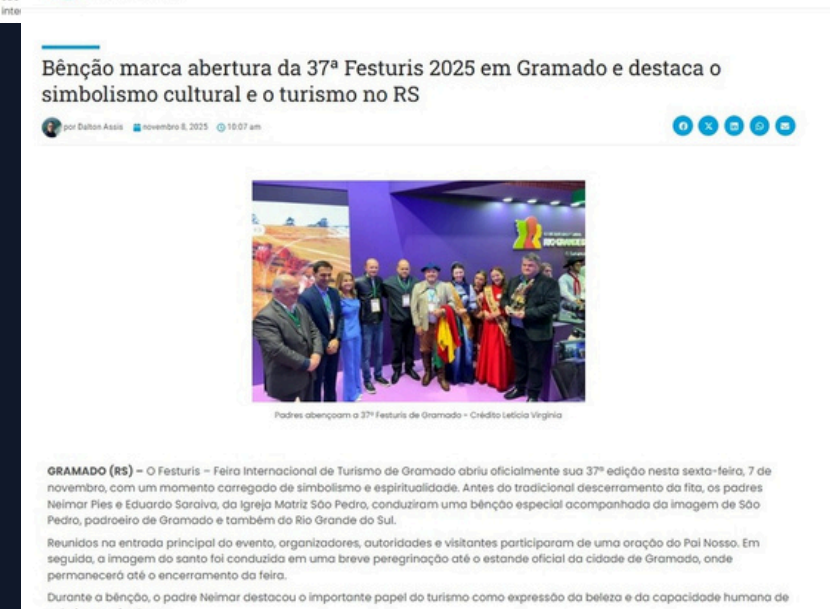 inte
Bênção marca abertura da 37ª Festuris 2025 em Gramado e destaca o
simbolismo cultural e o turismo no RS
por Dalton Assis novembro 8, 2025 10:07 am
RIO GRANDE
Padres abençoam a 37ª Festuris de Gramado - Crédito Letícia Virgínia
GRAMADO (RS) – O Festuris – Feira Internacional de Turismo de Gramado abriu oficialmente sua 37ª edição nesta sexta-feira, 7 de
novembro, com um momento carregado de simbolismo e espiritualidade. Antes do tradicional descerramento da fita, os padres
Neimar Pies e Eduardo Saraiva, da Igreja Matriz São Pedro, conduziram uma bênção especial acompanhada da imagem de São
Pedro, padroeiro de Gramado e também do Rio Grande do Sul.
Reunidos na entrada principal do evento, organizadores, autoridades e visitantes participaram de uma oração do Pai Nosso. Em
seguida, a imagem do santo foi conduzida em uma breve peregrinação até o estande oficial da cidade de Gramado, onde
permanecerá até o encerramento da feira.
Durante a bênção, o padre Neimar destacou o importante papel do turismo como expressão da beleza e da capacidade humana de